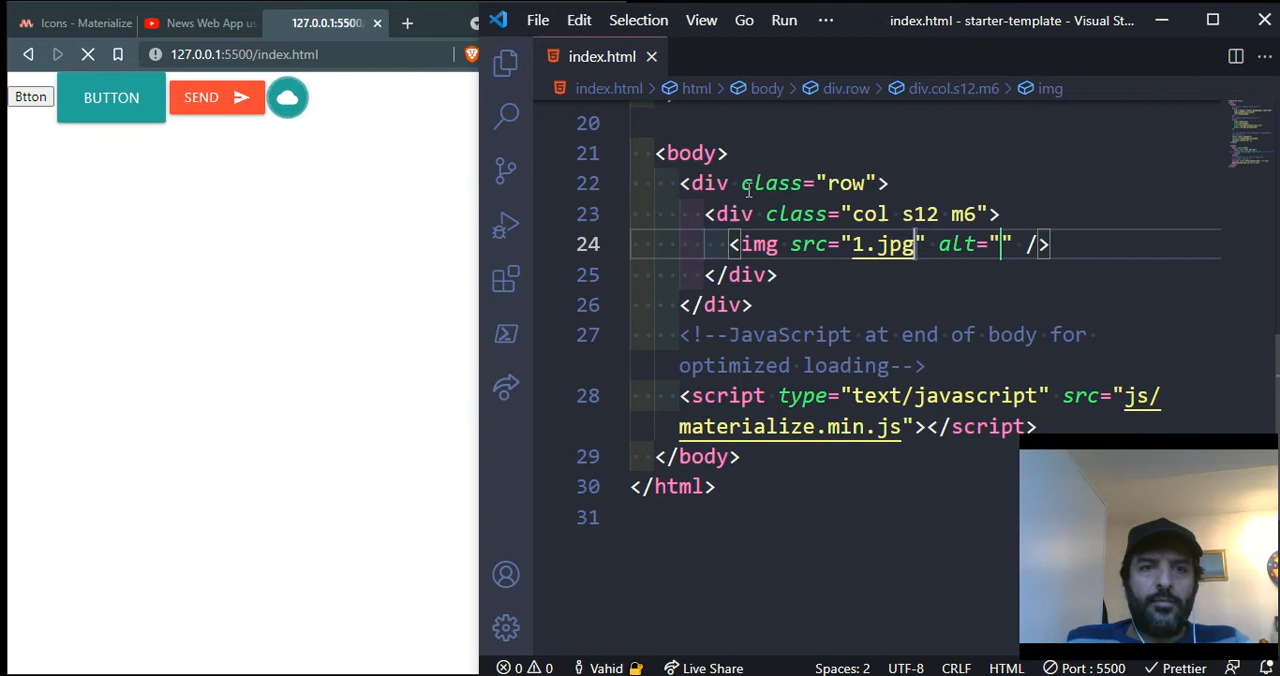 Icons - Materialize
News Web App us
127.0.0.1:5500/
127.0.0.1:5500/index.html
Btton
BUTTON
SEND
File Edit Selection View Go Run ··· index.html - starter-template - Visual St...
index.html
index.html > html > body > div.row > div.col.s12.m6 > img
20
21 <body>
22 <div class="row">
23 <div class="col s12 m6">
24 <img src="1.jpg" alt="" />
25 </div>
26 </div>
27 <!--JavaScript at end of body for
optimized loading-->
28 <script type="text/javascript" src="js/
materialize.min.js"></script>
29 </body>
30 </html>
31
0 0 Vahid Live Share Spaces: 2 UTF-8 CRLF HTML Port : 5500 Prettier